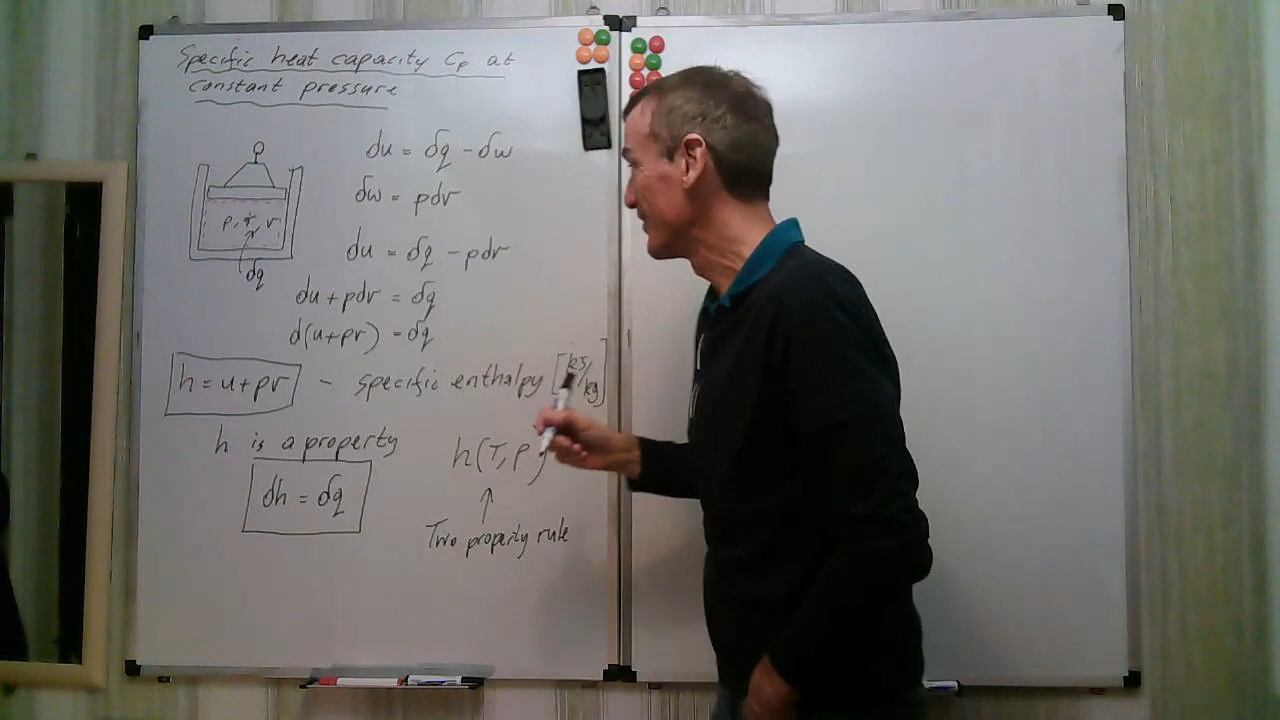 Specific heat capacity Cp at
constant pressure
du = δq - δw
δw = pdv
p, T, v
du = δq - pdv
δq
du + pdv = δq
d(u+pv) = δq
h = u + pv - specific enthalpy [kJ/kg]
h is a property
h(T, P)
dh = δq
Two property rule